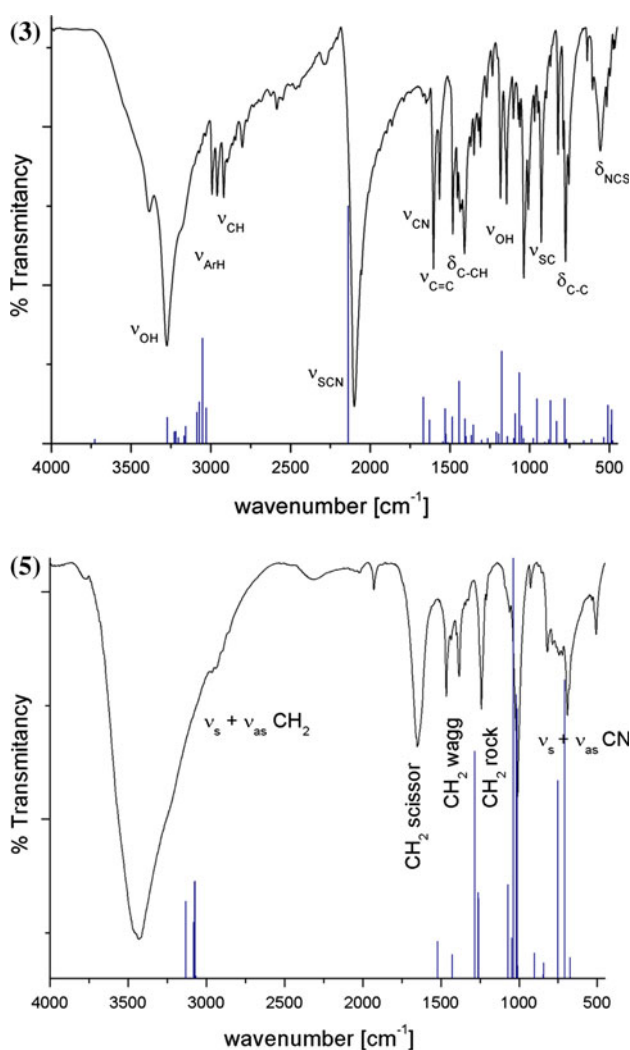 (3)
% Transmitancy
νOH
νArH
νCH
νSCN
νCN
νC=C
δC-CH
νOH
νSC
δC-C
δNCS
4000 3500 3000 2500 2000 1500 1000 500
wavenumber [cm-1]
(5)
% Transmitancy
νs + νas CH2
CH2 scissor
CH2 wagg
CH2 rock
νs + νas CN
4000 3500 3000 2500 2000 1500 1000 500
wavenumber [cm-1]